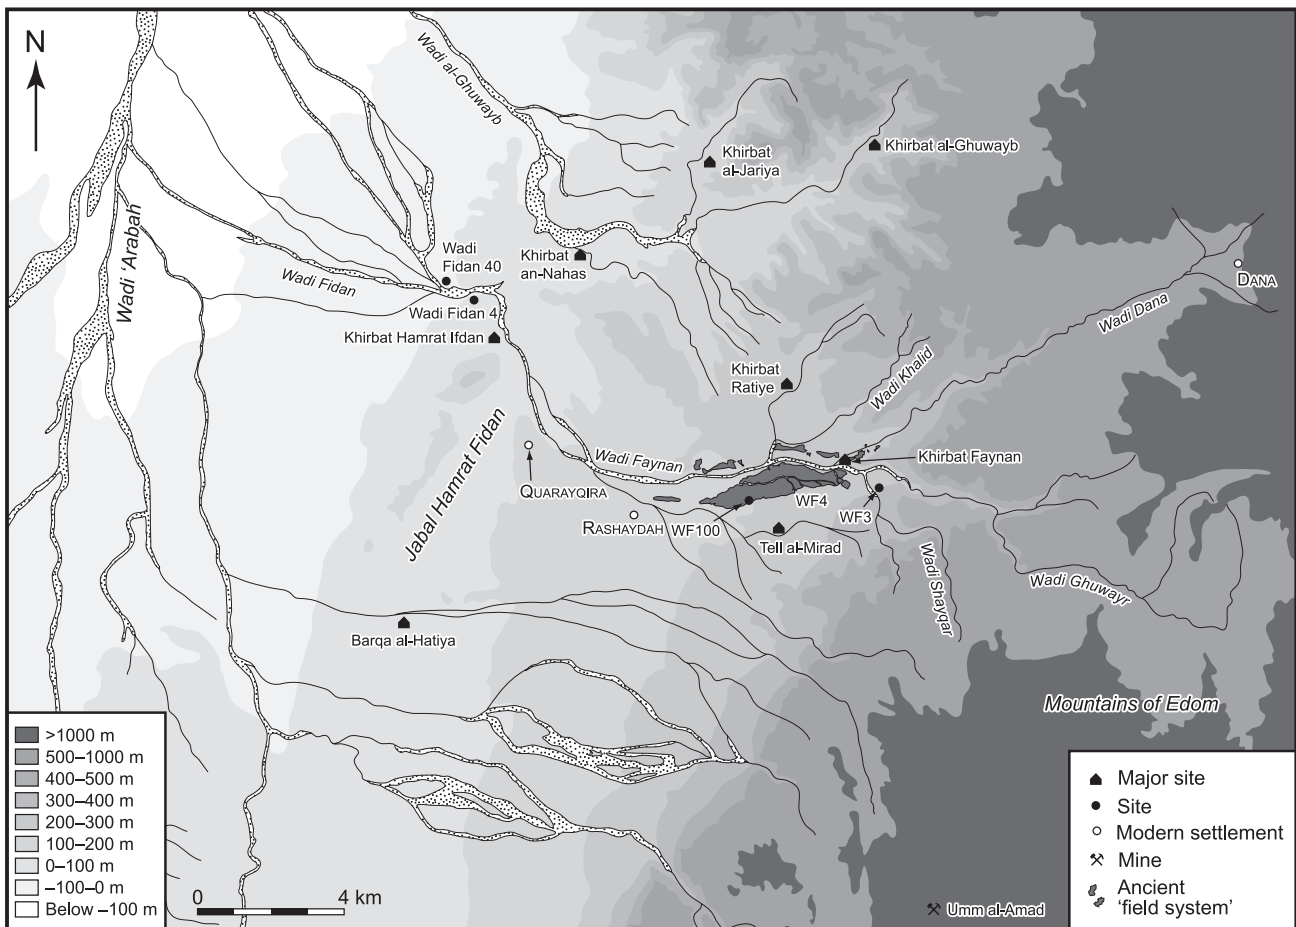 N
Wadi al-Ghuwayb
Khirbat
al-Jariya
Khirbat al-Ghuwayb
Wadi 'Arabah
Wadi
Fidan 40
Khirbat
an-Nahas
Wadi Fidan
Wadi Fidan 4
DANA
Wadi Dana
Khirbat Hamrat Ifdan
Khirbat
Ratiye
Wadi Khalid
Jabal Hamrat Fidan
Wadi Faynan
Khirbat Faynan
QUARAYQIRA
WF4
WF3
RASHAYDAH
WF100
Tell al-Mirad
Wadi Shayqar
Wadi Ghuwayr
Barqa al-Hatiya
Mountains of Edom
>1000 m
500–1000 m
400–500 m
300–400 m
200–300 m
100–200 m
0–100 m
–100–0 m
Below –100 m
0 4 km
Umm al-Amad
Major site
Site
Modern settlement
Mine
Ancient
'field system'